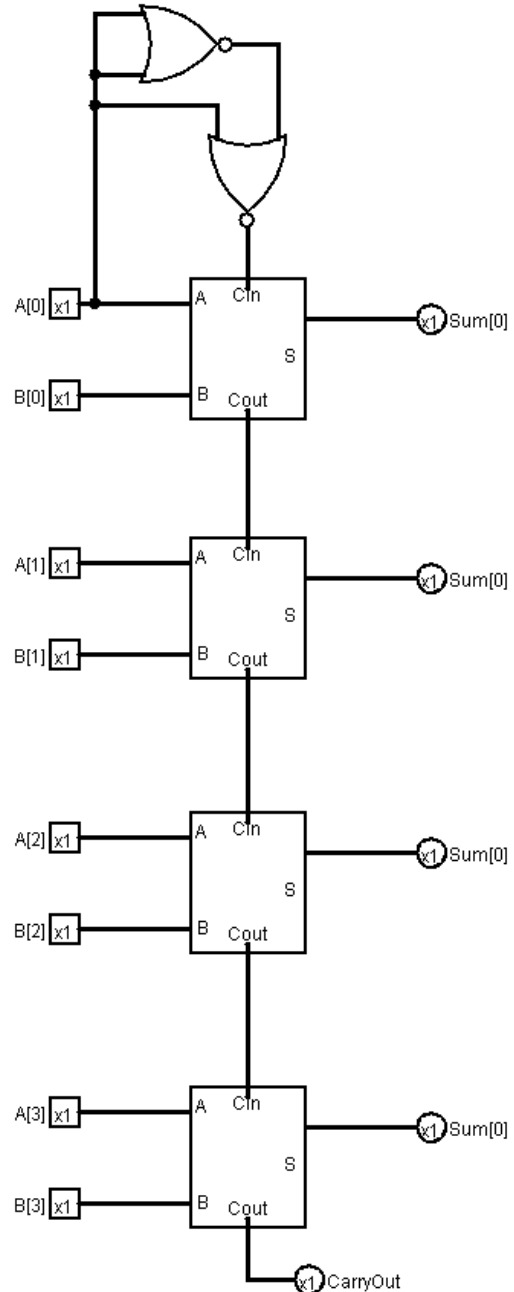 A[0] x1 A Cin x1 Sum[0]
S
B[0] x1 B Cout
A[1] x1 A Cin x1 Sum[0]
S
B[1] x1 B Cout
A[2] x1 A Cin x1 Sum[0]
S
B[2] x1 B Cout
A[3] x1 A Cin x1 Sum[0]
S
B[3] x1 B Cout
x1 CarryOut